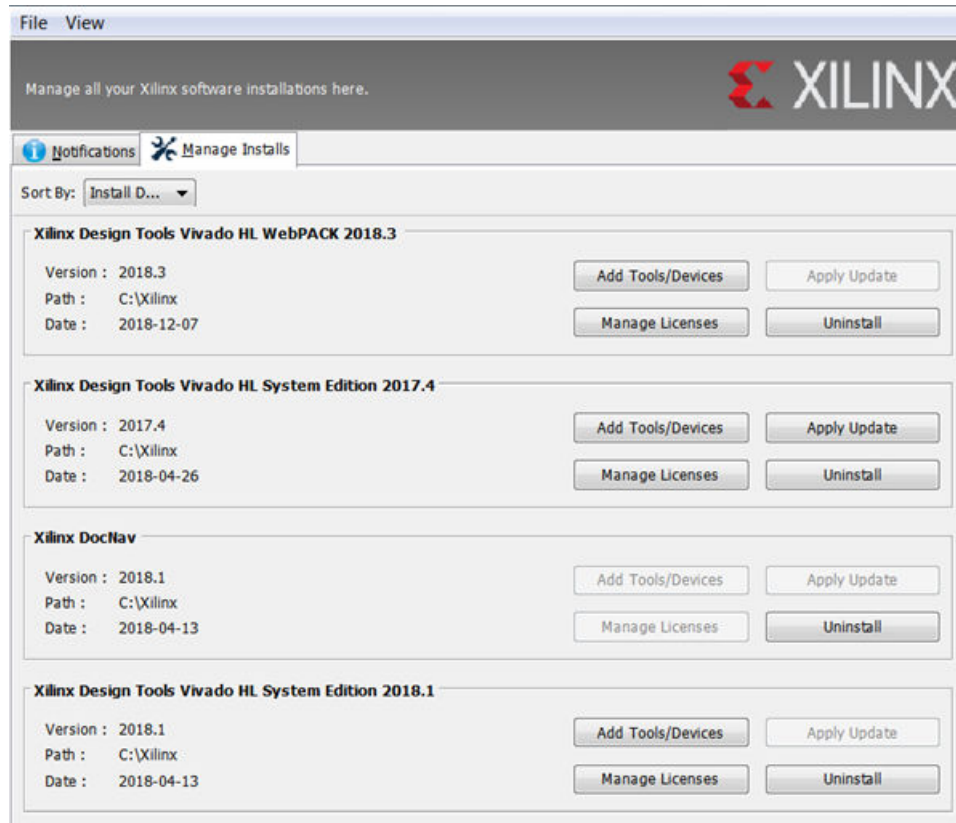 File View
Manage all your Xilinx software installations here.
XILINX
Notifications Manage Installs
Sort By: Install D...
Xilinx Design Tools Vivado HL WebPACK 2018.3
Version : 2018.3 Add Tools/Devices Apply Update
Path : C:\Xilinx
Date : 2018-12-07 Manage Licenses Uninstall
Xilinx Design Tools Vivado HL System Edition 2017.4
Version : 2017.4 Add Tools/Devices Apply Update
Path : C:\Xilinx
Date : 2018-04-26 Manage Licenses Uninstall
Xilinx DocNav
Version : 2018.1 Add Tools/Devices Apply Update
Path : C:\Xilinx
Date : 2018-04-13 Manage Licenses Uninstall
Xilinx Design Tools Vivado HL System Edition 2018.1
Version : 2018.1 Add Tools/Devices Apply Update
Path : C:\Xilinx
Date : 2018-04-13 Manage Licenses Uninstall